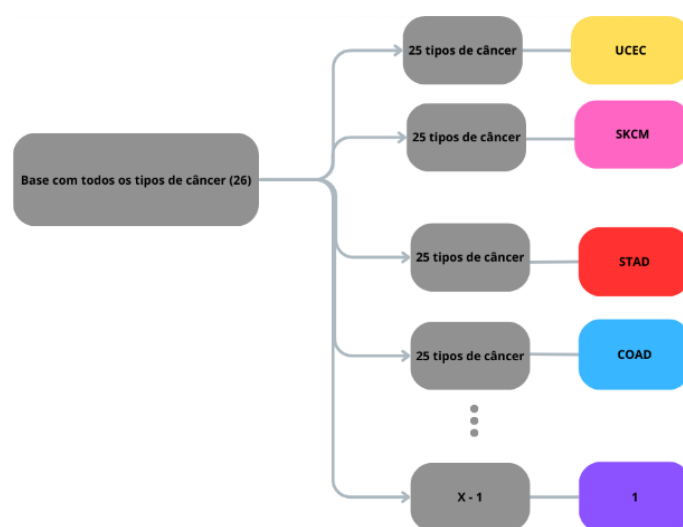 25 tipos de câncer
UCEC
25 tipos de câncer
SKCM
Base com todos os tipos de câncer (26)
25 tipos de câncer
STAD
25 tipos de câncer
COAD
X - 1
1